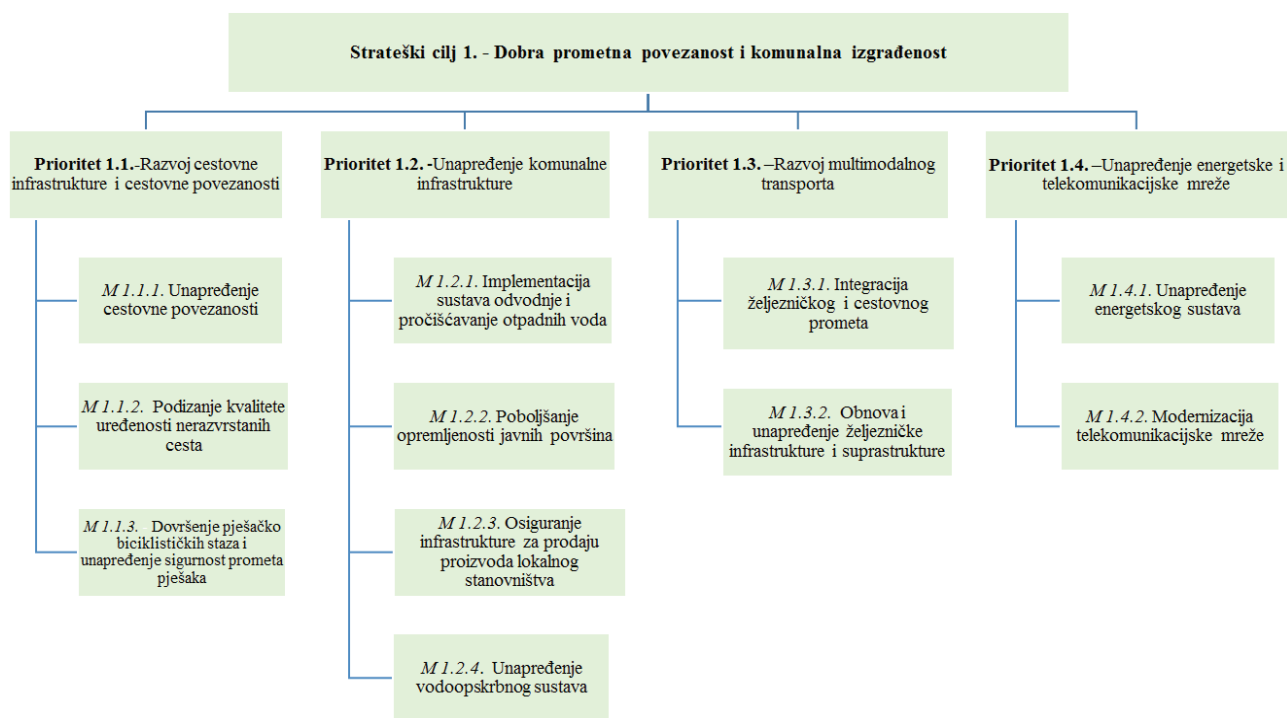 Strateški cilj 1. - Dobra prometna povezanost i komunalna izgrađenost
Prioritet 1.1.-Razvoj cestovne
infrastrukture i cestovne povezanosti
M 1.1.1. Unapređenje
cestovne povezanosti
M 1.1.2. Podizanje kvalitete
uređenosti nerazvrstanih
cesta
M 1.1.3. - Dovršenje pješačko
biciklističkih staza i
unapređenje sigurnost prometa
pješaka
Prioritet 1.2. -Unapređenje komunalne
infrastrukture
M 1.2.1. Implementacija
sustava odvodnje i
pročišćavanje otpadnih voda
M 1.2.2. Poboljšanje
opremljenosti javnih površina
M 1.2.3. Osiguranje
infrastrukture za prodaju
proizvoda lokalnog
stanovništva
M 1.2.4. Unapređenje
vodoopskrbnog sustava
Prioritet 1.3. –Razvoj multimodalnog
transporta
M 1.3.1. Integracija
željezničkog i cestovnog
prometa
M 1.3.2. Obnova i
unapređenje željezničke
infrastrukture i suprastrukture
Prioritet 1.4. –Unapređenje energetske i
telekomunikacijske mreže
M 1.4.1. Unapređenje
energetskog sustava
M 1.4.2. Modernizacija
telekomunikacijske mreže